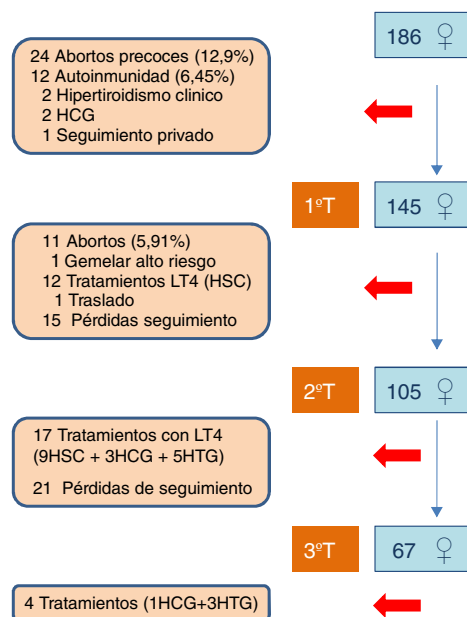 186 ♀
24 Abortos precoces (12,9%)
12 Autoinmunidad (6,45%)
2 Hipertiroidismo clinico
2 HCG
1 Seguimiento privado
1ºT
145 ♀
11 Abortos (5,91%)
1 Gemelar alto riesgo
12 Tratamientos LT4 (HSC)
1 Traslado
15 Pérdidas seguimiento
2ºT
105 ♀
17 Tratamientos con LT4
(9HSC + 3HCG + 5HTG)
21 Pérdidas de seguimiento
3ºT
67 ♀
4 Tratamientos (1HCG+3HTG)